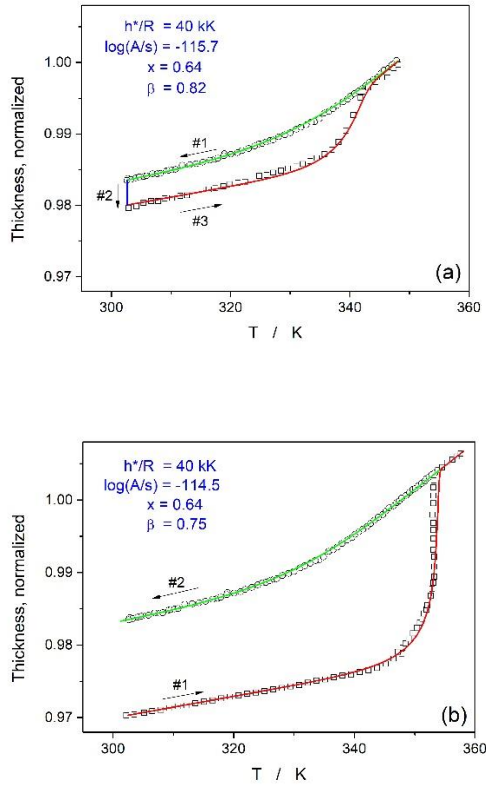 h*/R = 40 kK
log(A/s) = -115.7
x = 0.64
β = 0.82
1.00
0.99
0.98
0.97
Thickness, normalized
#1
#2
#3
(a)
300
320
340
360
T / K
h*/R = 40 kK
log(A/s) = -114.5
x = 0.64
β = 0.75
1.00
0.99
0.98
0.97
Thickness, normalized
#2
#1
(b)
300
320
340
360
T / K